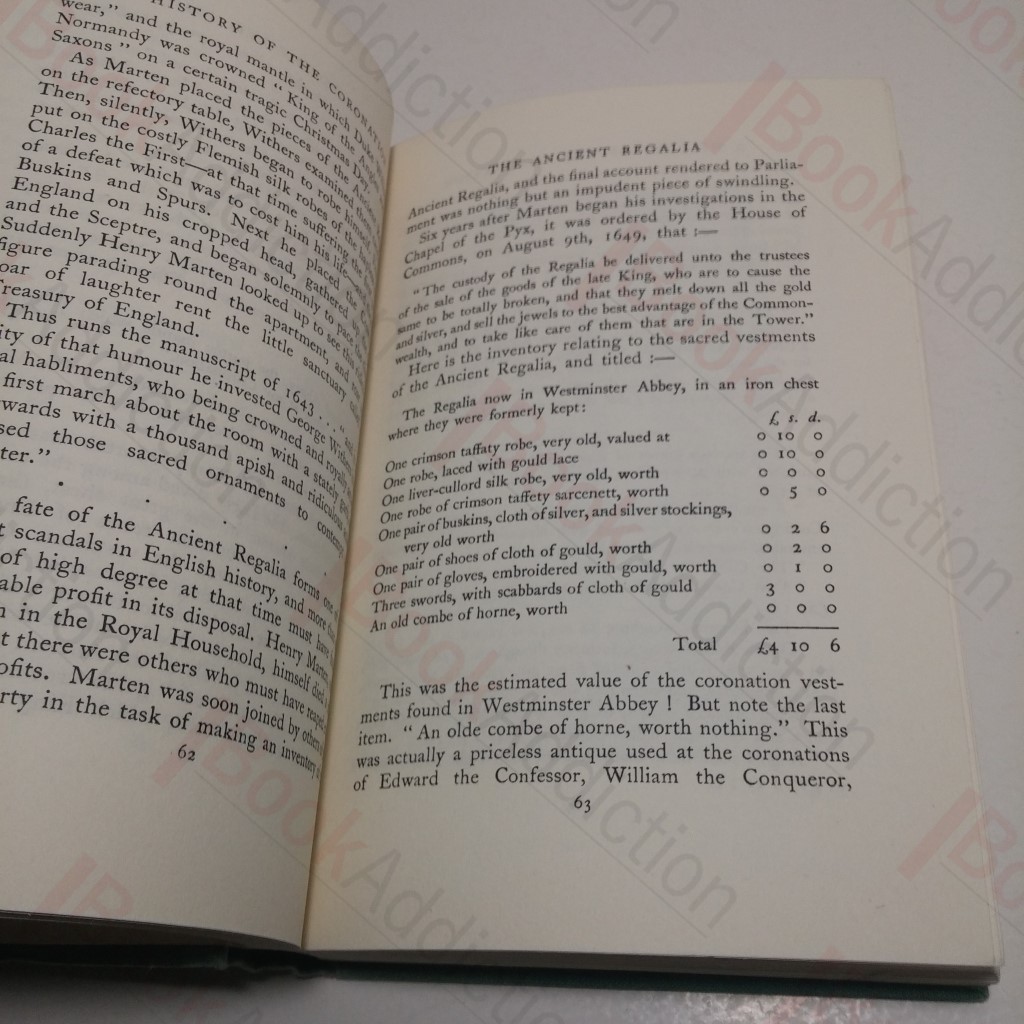 HISTORY OF THE CORONATI
wear," and the royal mantle in which Duke
Normandy was crowned "King of the Angles
Saxons" on a certain tragic Christmas Day.
As Marten placed the pieces of the Ancient
on the refectory table, Withers examined them
Then, silently, Withers began to robe himself
put on the costly Flemish silk robes of the
Charles the First—at that time suffering the
of a defeat which was to cost him his life—and
Buskins and Spurs. Next he placed the
England on his cropped head, gathered up
and the Sceptre, and began solemnly to pace the
Suddenly Henry Marten looked up to see this
figure parading round the apartment, and
oar of laughter rent the little sanctuary
reasury of England.
Thus runs the manuscript of 1643 . . . "and
ity of that humour he invested George Withers
al habliments, who being crowned and royally
first march about the room with a stately
wards with a thousand apish and ridiculous
sed those sacred ornaments to contempt
ter."
fate of the Ancient Regalia forms one
t scandals in English history, and more than
of high degree at that time must have
able profit in its disposal. Henry Marten,
n in the Royal Household, himself died a
t there were others who must have reaped
ofits. Marten was soon joined by others
rty in the task of making an inventory
62
THE ANCIENT REGALIA
Ancient Regalia, and the final account rendered to Parlia-
ment was nothing but an impudent piece of swindling.
Six years after Marten began his investigations in the
Chapel of the Pyx, it was ordered by the House of
Commons, on August 9th, 1649, that :—
"The custody of the Regalia be delivered unto the trustees
of the sale of the goods of the late King, who are to cause the
same to be totally broken, and that they melt down all the gold
and silver, and sell the jewels to the best advantage of the Common-
wealth, and to take like care of them that are in the Tower."
Here is the inventory relating to the sacred vestments
of the Ancient Regalia, and titled :—
The Regalia now in Westminster Abbey, in an iron chest
where they were formerly kept:
£ s. d.
One crimson taffaty robe, very old, valued at 0 10 0
One robe, laced with gould lace 0 10 0
One liver-cullord silk robe, very old, worth 0 0 0
One robe of crimson taffety sarcenett, worth 0 5 0
One pair of buskins, cloth of silver, and silver stockings,
very old worth 0 2 6
One pair of shoes of cloth of gould, worth 0 2 0
One pair of gloves, embroidered with gould, worth 0 1 0
Three swords, with scabbards of cloth of gould 3 0 0
An old combe of horne, worth 0 0 0
Total £4 10 6
This was the estimated value of the coronation vest-
ments found in Westminster Abbey! But note the last
item. "An olde combe of horne, worth nothing." This
was actually a priceless antique used at the coronations
of Edward the Confessor, William the Conqueror,
63
BookAddiction